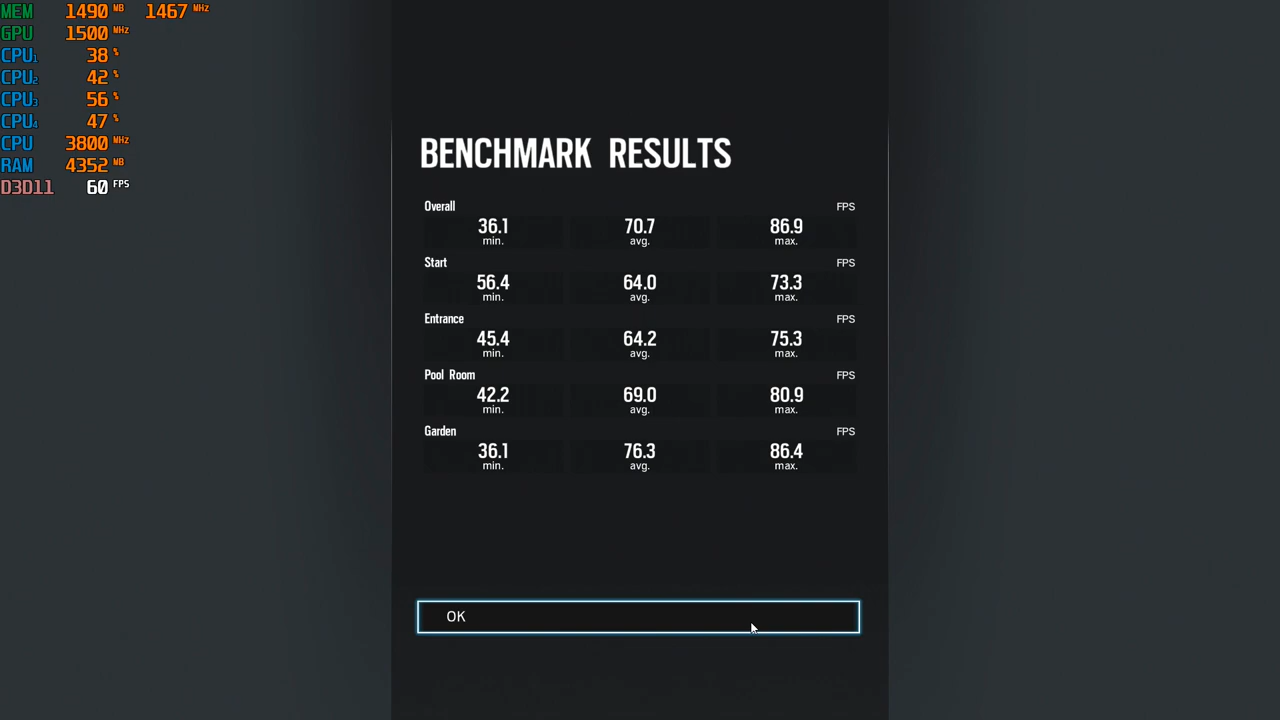 MEM 1490 MB 1467 MHz
GPU 1500 MHz
CPU1 38 %
CPU2 42 %
CPU3 56 %
CPU4 47 %
CPU 3800 MHz
RAM 4352 MB
D3D11 60 FPS
BENCHMARK RESULTS
Overall FPS
36.1 70.7 86.9
min. avg. max.
Start FPS
56.4 64.0 73.3
min. avg. max.
Entrance FPS
45.4 64.2 75.3
min. avg. max.
Pool Room FPS
42.2 69.0 80.9
min. avg. max.
Garden FPS
36.1 76.3 86.4
min. avg. max.
OK